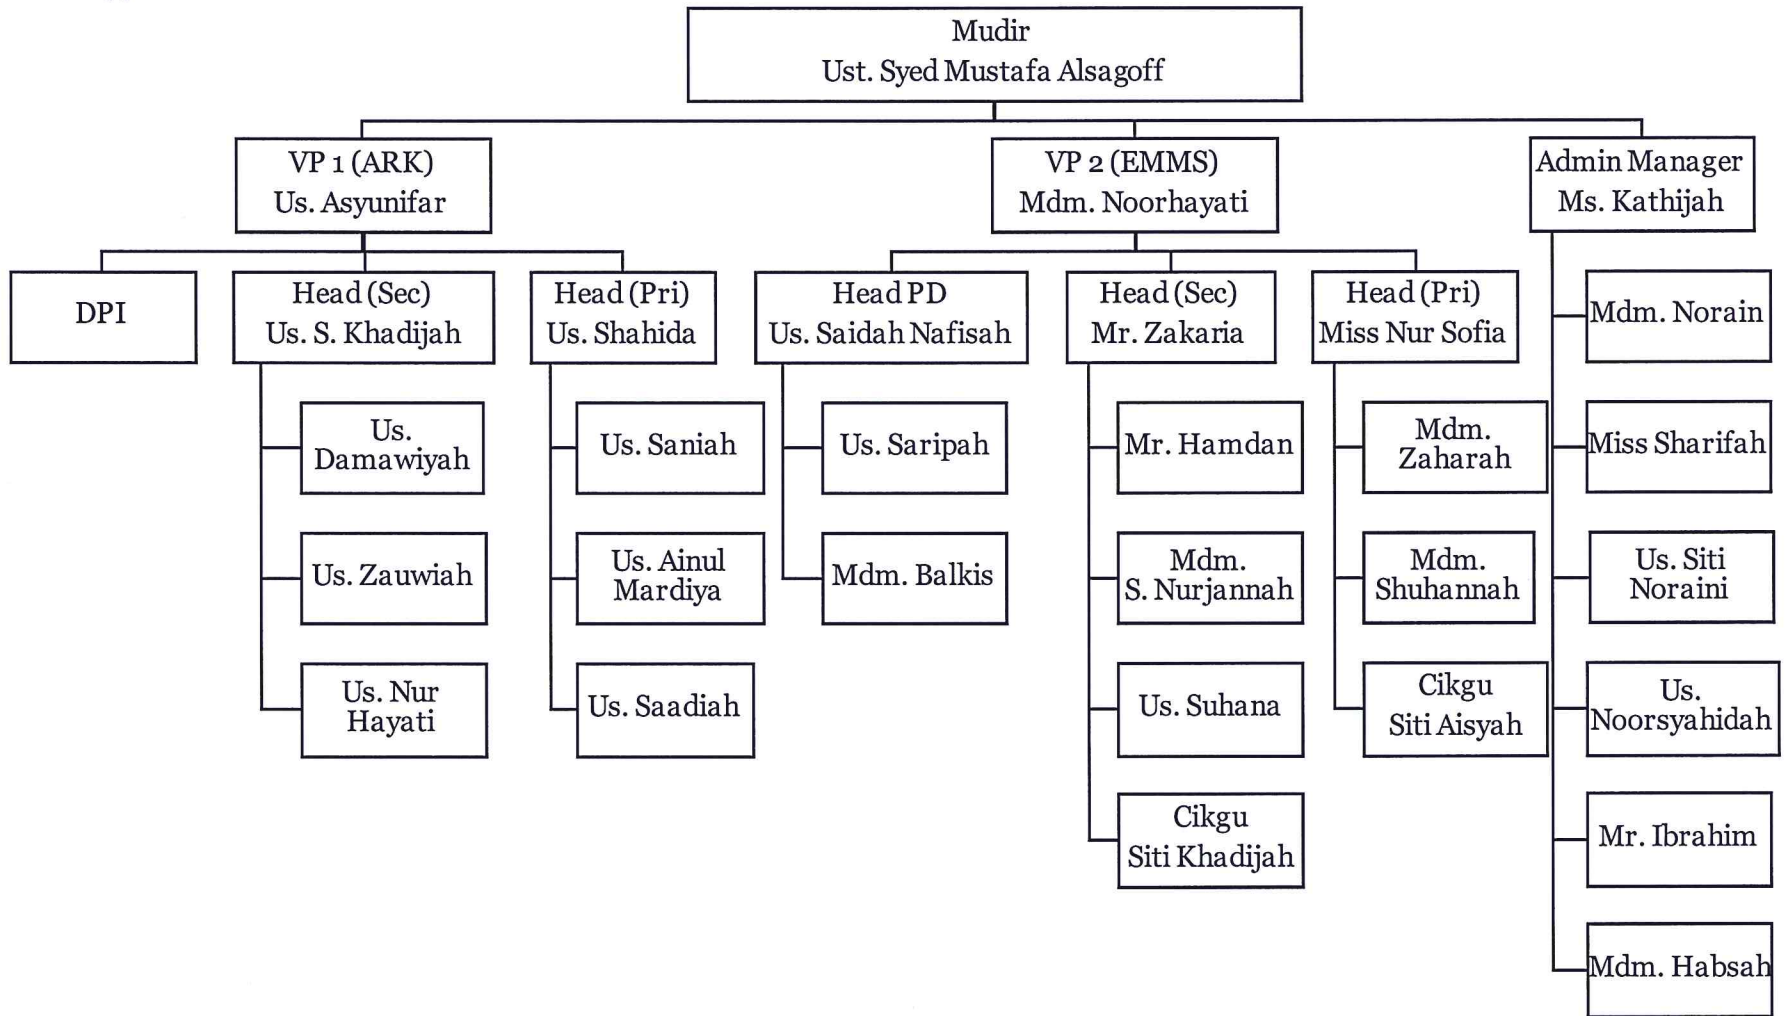 Mudir
Ust. Syed Mustafa Alsagoff
VP 1 (ARK)
Us. Asyunifar
VP 2 (EMMS)
Mdm. Noorhayati
Admin Manager
Ms. Kathijah
DPI
Head (Sec)
Us. S. Khadijah
Head (Pri)
Us. Shahida
Head PD
Us. Saidah Nafisah
Head (Sec)
Mr. Zakaria
Head (Pri)
Miss Nur Sofia
Us.
Damawiyah
Us. Zauwiah
Us. Nur
Hayati
Us. Saniah
Us. Ainul
Mardiya
Us. Saadiah
Us. Saripah
Mdm. Balkis
Mr. Hamdan
Mdm.
S. Nurjannah
Us. Suhana
Cikgu
Siti Khadijah
Mdm.
Zaharah
Mdm.
Shuhannah
Cikgu
Siti Aisyah
Mdm. Norain
Miss Sharifah
Us. Siti
Noraini
Us.
Noorsyahidah
Mr. Ibrahim
Mdm. Habsah